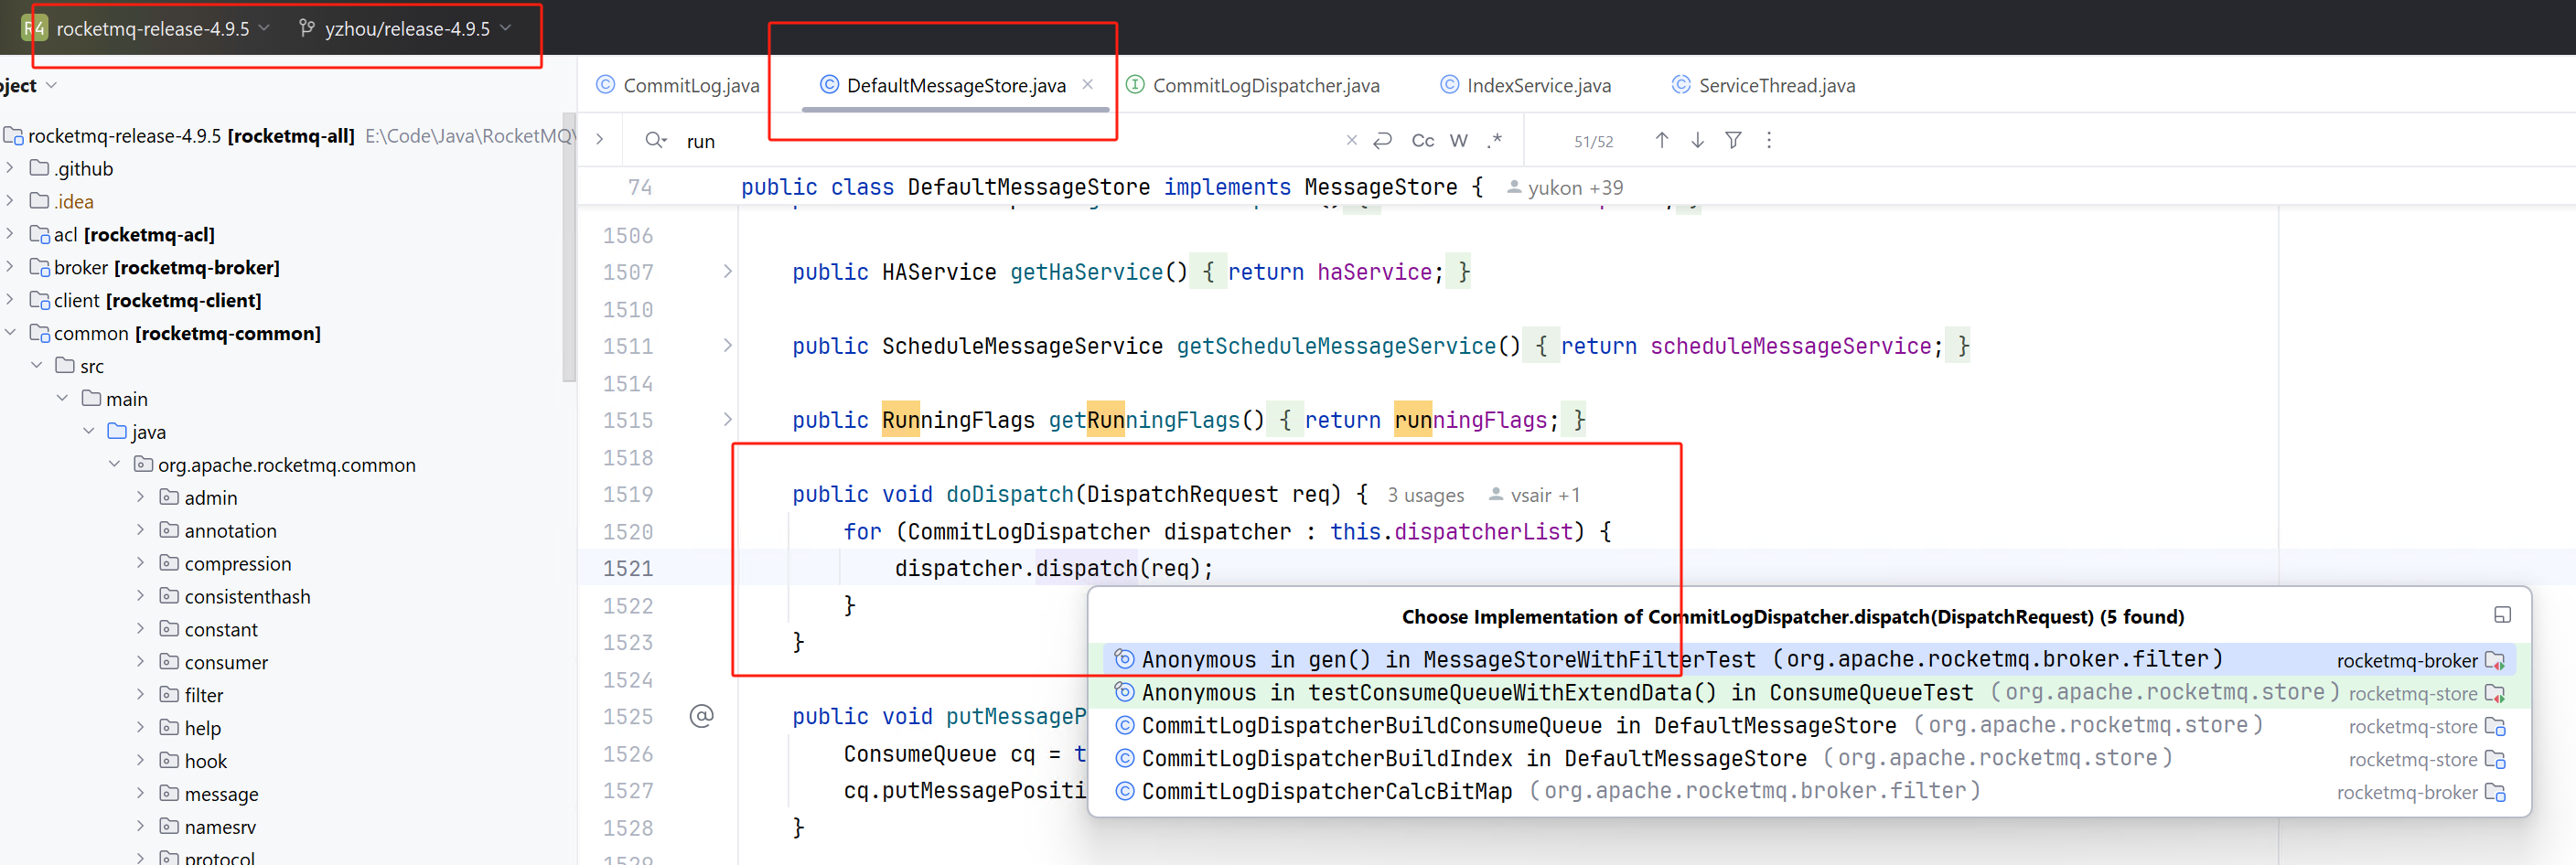 R4 rocketmq-release-4.9.5 yzhou/release-4.9.5
oject
CommitLog.java DefaultMessageStore.java CommitLogDispatcher.java IndexService.java ServiceThread.java
run Cc W .* 51/52
rocketmq-release-4.9.5 [rocketmq-all] E:\Code\Java\RocketMQ\
.github
.idea
acl [rocketmq-acl]
broker [rocketmq-broker]
client [rocketmq-client]
common [rocketmq-common]
src
main
java
org.apache.rocketmq.common
admin
annotation
compression
consistenthash
constant
consumer
filter
help
hook
message
namesrv
protocol
74 public class DefaultMessageStore implements MessageStore { yukon +39
1506
1507 public HAService getHaService() { return haService; }
1510
1511 public ScheduleMessageService getScheduleMessageService() { return scheduleMessageService; }
1514
1515 public RunningFlags getRunningFlags() { return runningFlags; }
1518
1519 public void doDispatch(DispatchRequest req) { 3 usages vsair +1
1520 for (CommitLogDispatcher dispatcher : this.dispatcherList) {
1521 dispatcher.dispatch(req);
1522 }
1523 }
1524
1525 @ public void putMessageP
1526 ConsumeQueue cq = t
1527 cq.putMessagePositi
1528 }
1529
Choose Implementation of CommitLogDispatcher.dispatch(DispatchRequest) (5 found)
Anonymous in gen() in MessageStoreWithFilterTest (org.apache.rocketmq.broker.filter) rocketmq-broker
Anonymous in testConsumeQueueWithExtendData() in ConsumeQueueTest (org.apache.rocketmq.store) rocketmq-store
CommitLogDispatcherBuildConsumeQueue in DefaultMessageStore (org.apache.rocketmq.store) rocketmq-store
CommitLogDispatcherBuildIndex in DefaultMessageStore (org.apache.rocketmq.store) rocketmq-store
CommitLogDispatcherCalcBitMap (org.apache.rocketmq.broker.filter) rocketmq-broker